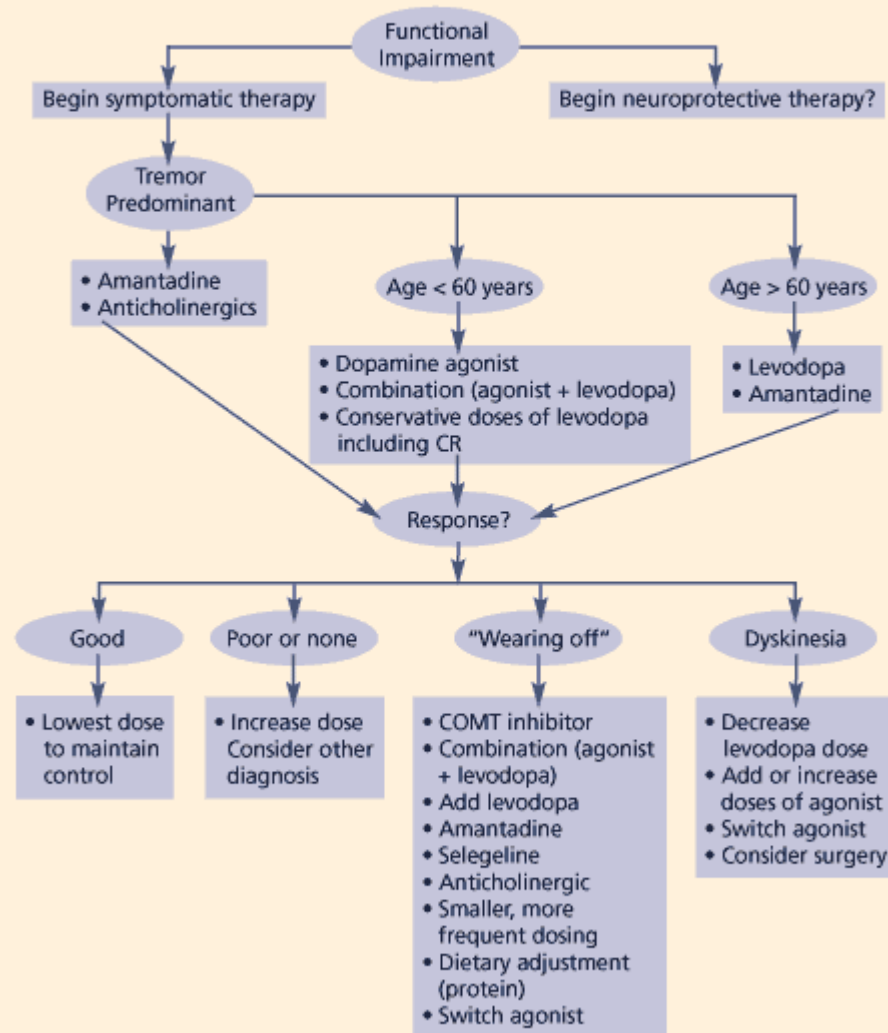 Functional
Impairment
Begin symptomatic therapy
Begin neuroprotective therapy?
Tremor
Predominant
• Amantadine
• Anticholinergics
Age < 60 years
Age > 60 years
• Dopamine agonist
• Combination (agonist + levodopa)
• Conservative doses of levodopa
including CR
• Levodopa
• Amantadine
Response?
Good
Poor or none
"Wearing off"
Dyskinesia
• Lowest dose
to maintain
control
• Increase dose
Consider other
diagnosis
• COMT inhibitor
• Combination (agonist
+ levodopa)
• Add levodopa
• Amantadine
• Selegeline
• Anticholinergic
• Smaller, more
frequent dosing
• Dietary adjustment
(protein)
• Switch agonist
• Decrease
levodopa dose
• Add or increase
doses of agonist
• Switch agonist
• Consider surgery